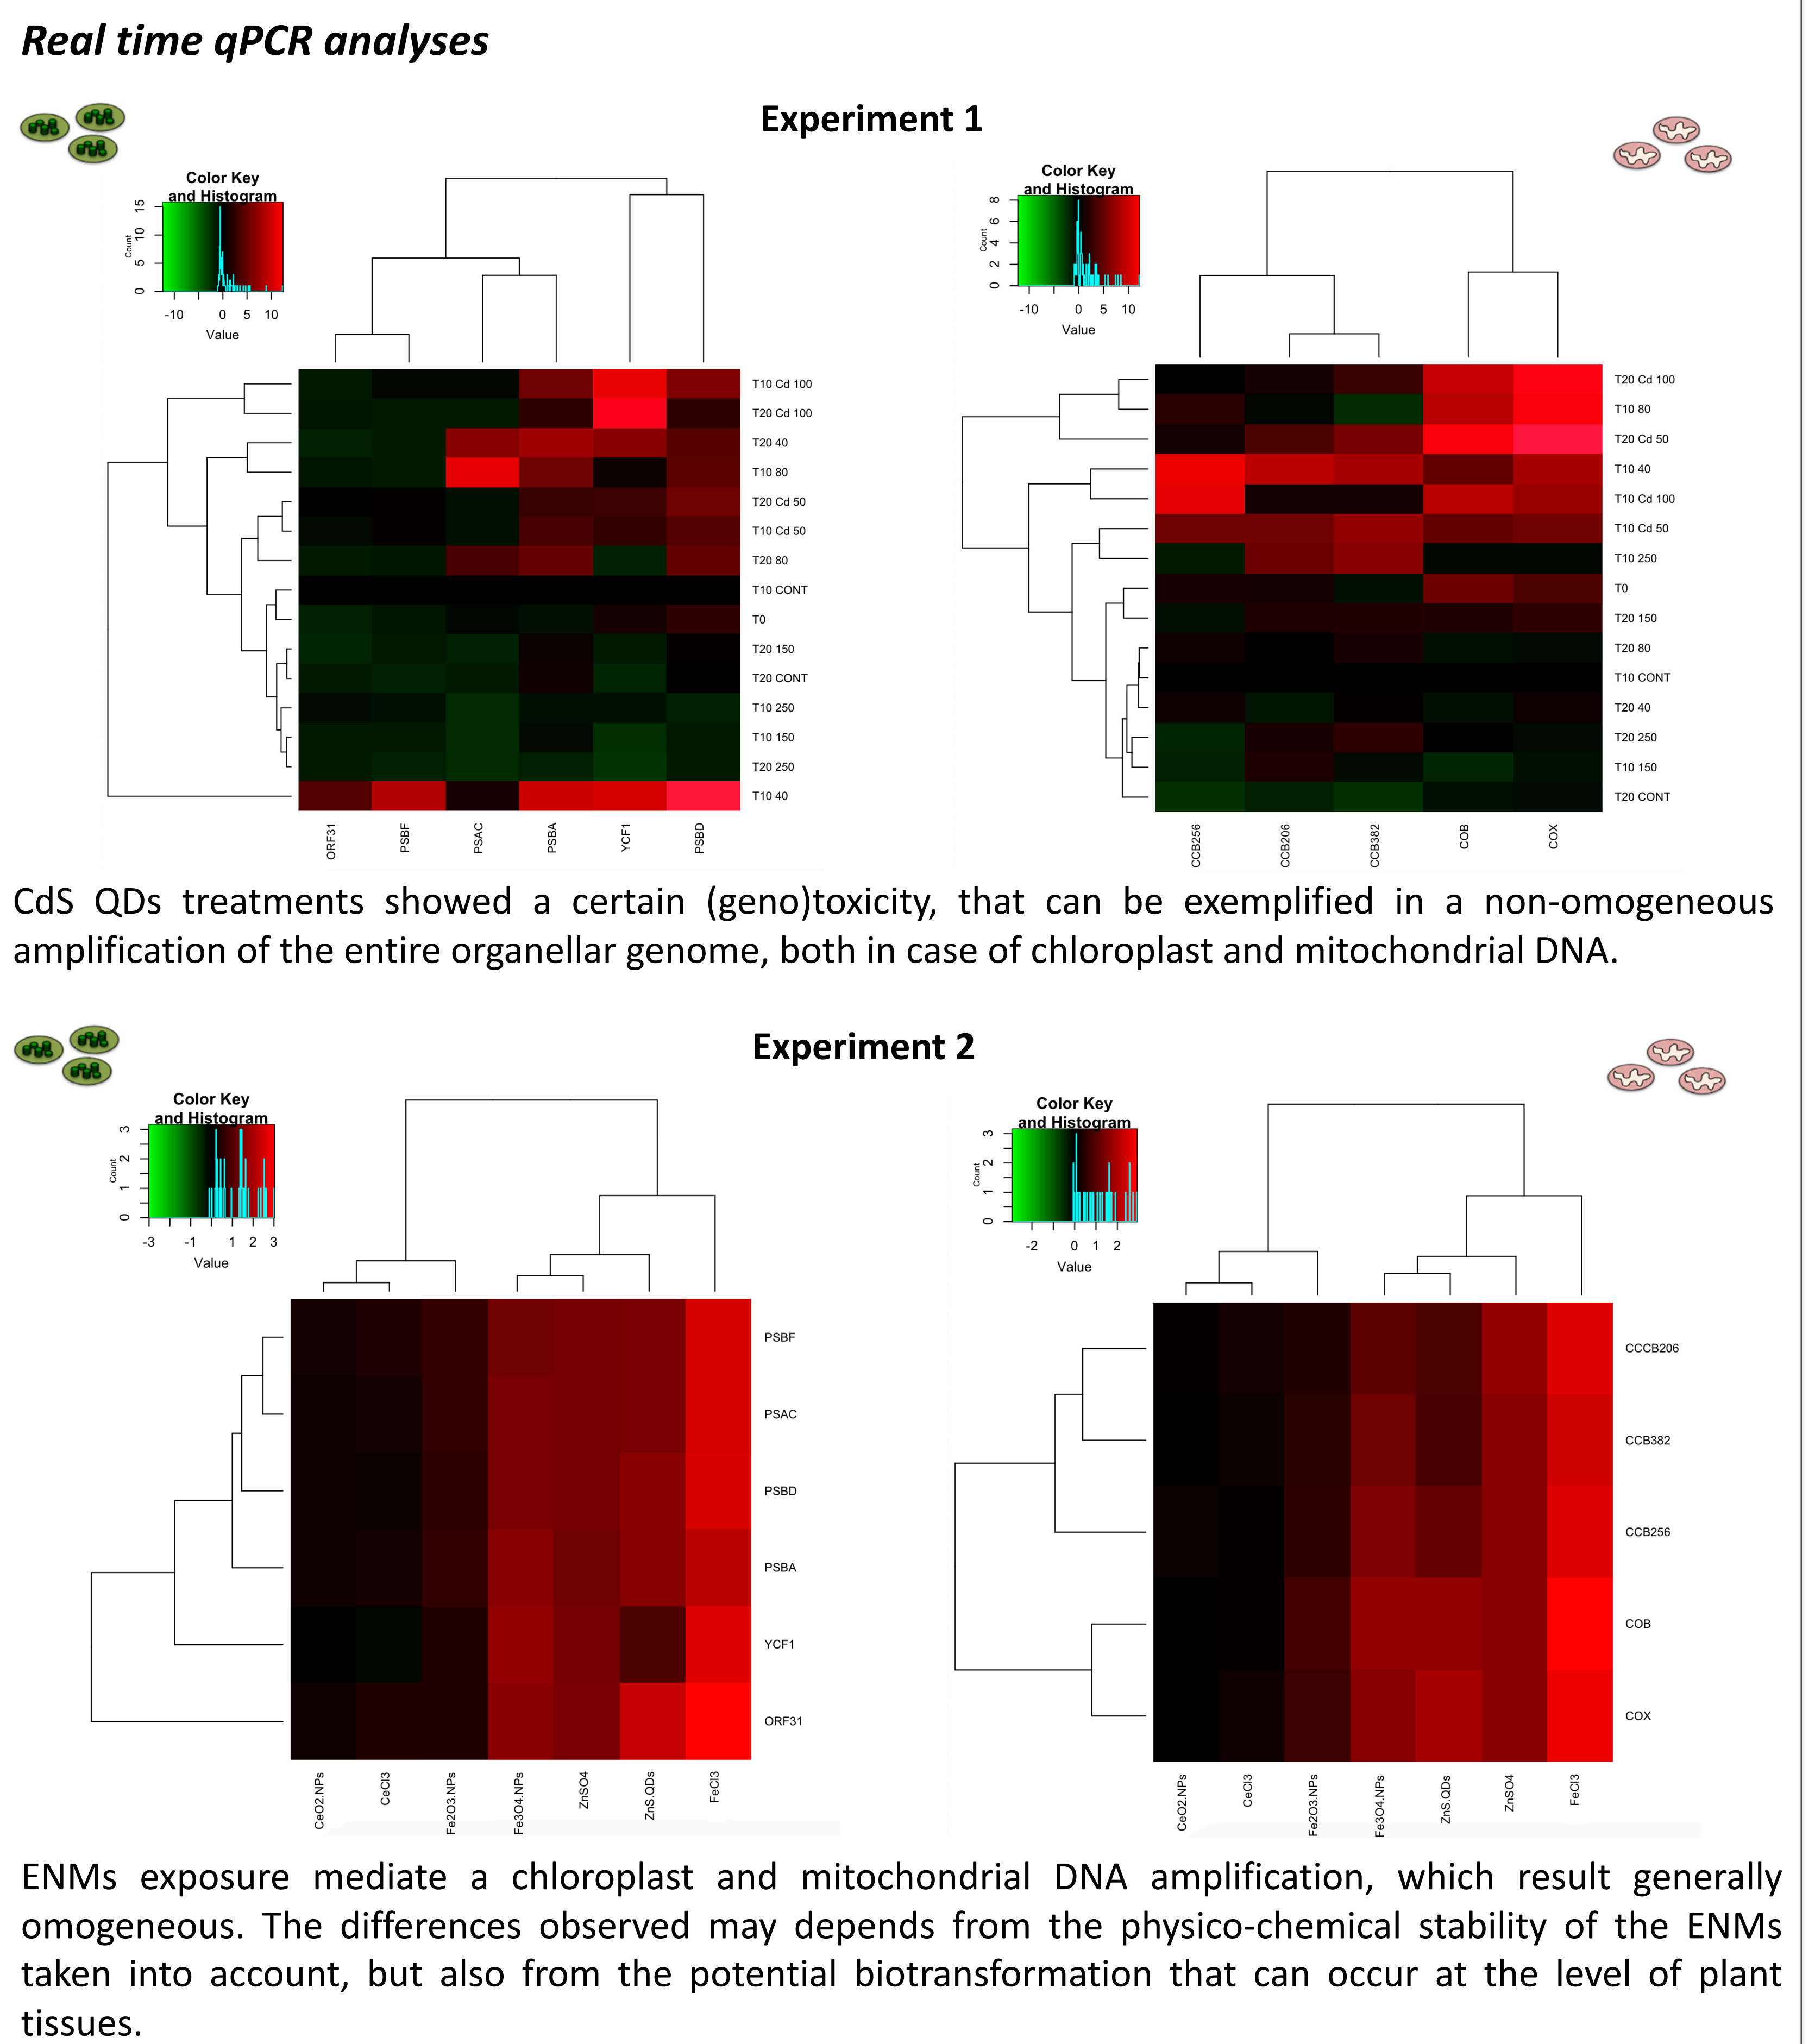 Real time qPCR analyses
Experiment 1
Color Key
and Histogram
Count
15
10
5
0
-10 0 5 10
Value
T10 Cd 100
T20 Cd 100
T20 40
T10 80
T20 Cd 50
T10 Cd 50
T20 80
T10 CONT
T0
T20 150
T20 CONT
T10 250
T10 150
T20 250
T10 40
ORF31 PSBF PSAC PSBA YCF1 PSBD
Color Key
and Histogram
Count
8
6
4
2
0
-10 0 5 10
Value
T20 Cd 100
T10 80
T20 Cd 50
T10 40
T10 Cd 100
T10 Cd 50
T10 250
T0
T20 150
T20 80
T10 CONT
T20 40
T20 250
T10 150
T20 CONT
CCB256 CCB206 CCB382 COB COX
CdS QDs treatments showed a certain (geno)toxicity, that can be exemplified in a non-omogeneous
amplification of the entire organellar genome, both in case of chloroplast and mitochondrial DNA.
Experiment 2
Color Key
and Histogram
Count
3
2
1
0
-3 -1 1 2 3
Value
PSBF
PSAC
PSBD
PSBA
YCF1
ORF31
CeO2.NPs CeCl3 Fe2O3.NPs Fe3O4.NPs ZnSO4 ZnS.QDs FeCl3
Color Key
and Histogram
Count
3
2
1
0
-2 0 1 2
Value
CCCB206
CCB382
CCB256
COB
COX
CeO2.NPs CeCl3 Fe2O3.NPs Fe3O4.NPs ZnS.QDs ZnSO4 FeCl3
ENMs exposure mediate a chloroplast and mitochondrial DNA amplification, which result generally
omogeneous. The differences observed may depends from the physico-chemical stability of the ENMs
taken into account, but also from the potential biotransformation that can occur at the level of plant
tissues.